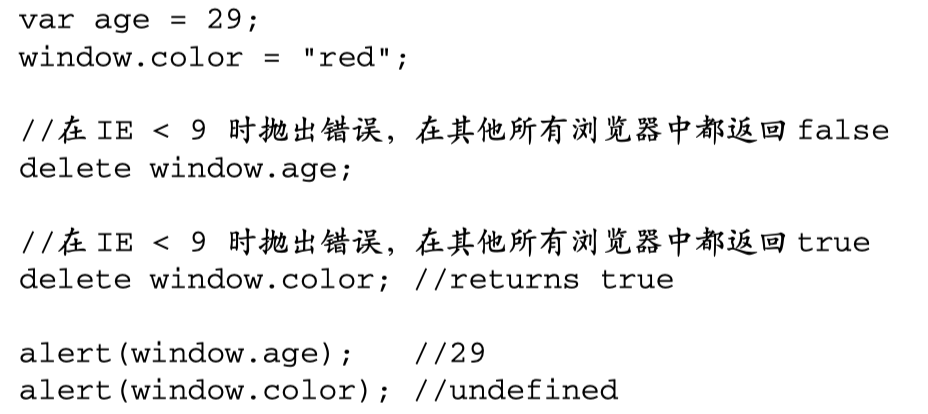 var age = 29;
window.color = "red";
//在 IE < 9 时抛出错误，在其他所有浏览器中都返回 false
delete window.age;
//在 IE < 9 时抛出错误，在其他所有浏览器中都返回 true
delete window.color; //returns true
alert(window.age);   //29
alert(window.color); //undefined